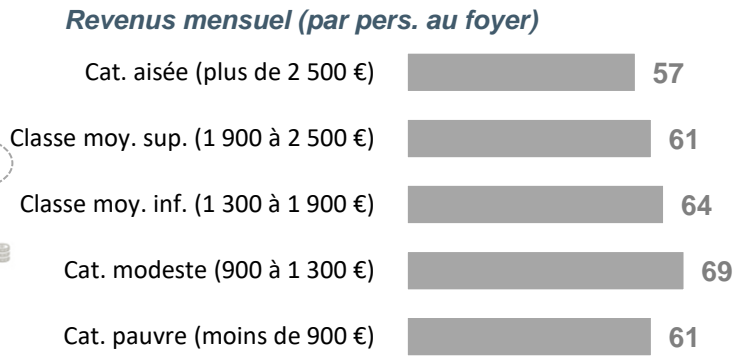 Revenus mensuel (par pers. au foyer)
Cat. aisée (plus de 2 500 €) 57
Classe moy. sup. (1 900 à 2 500 €) 61
Classe moy. inf. (1 300 à 1 900 €) 64
Cat. modeste (900 à 1 300 €) 69
Cat. pauvre (moins de 900 €) 61